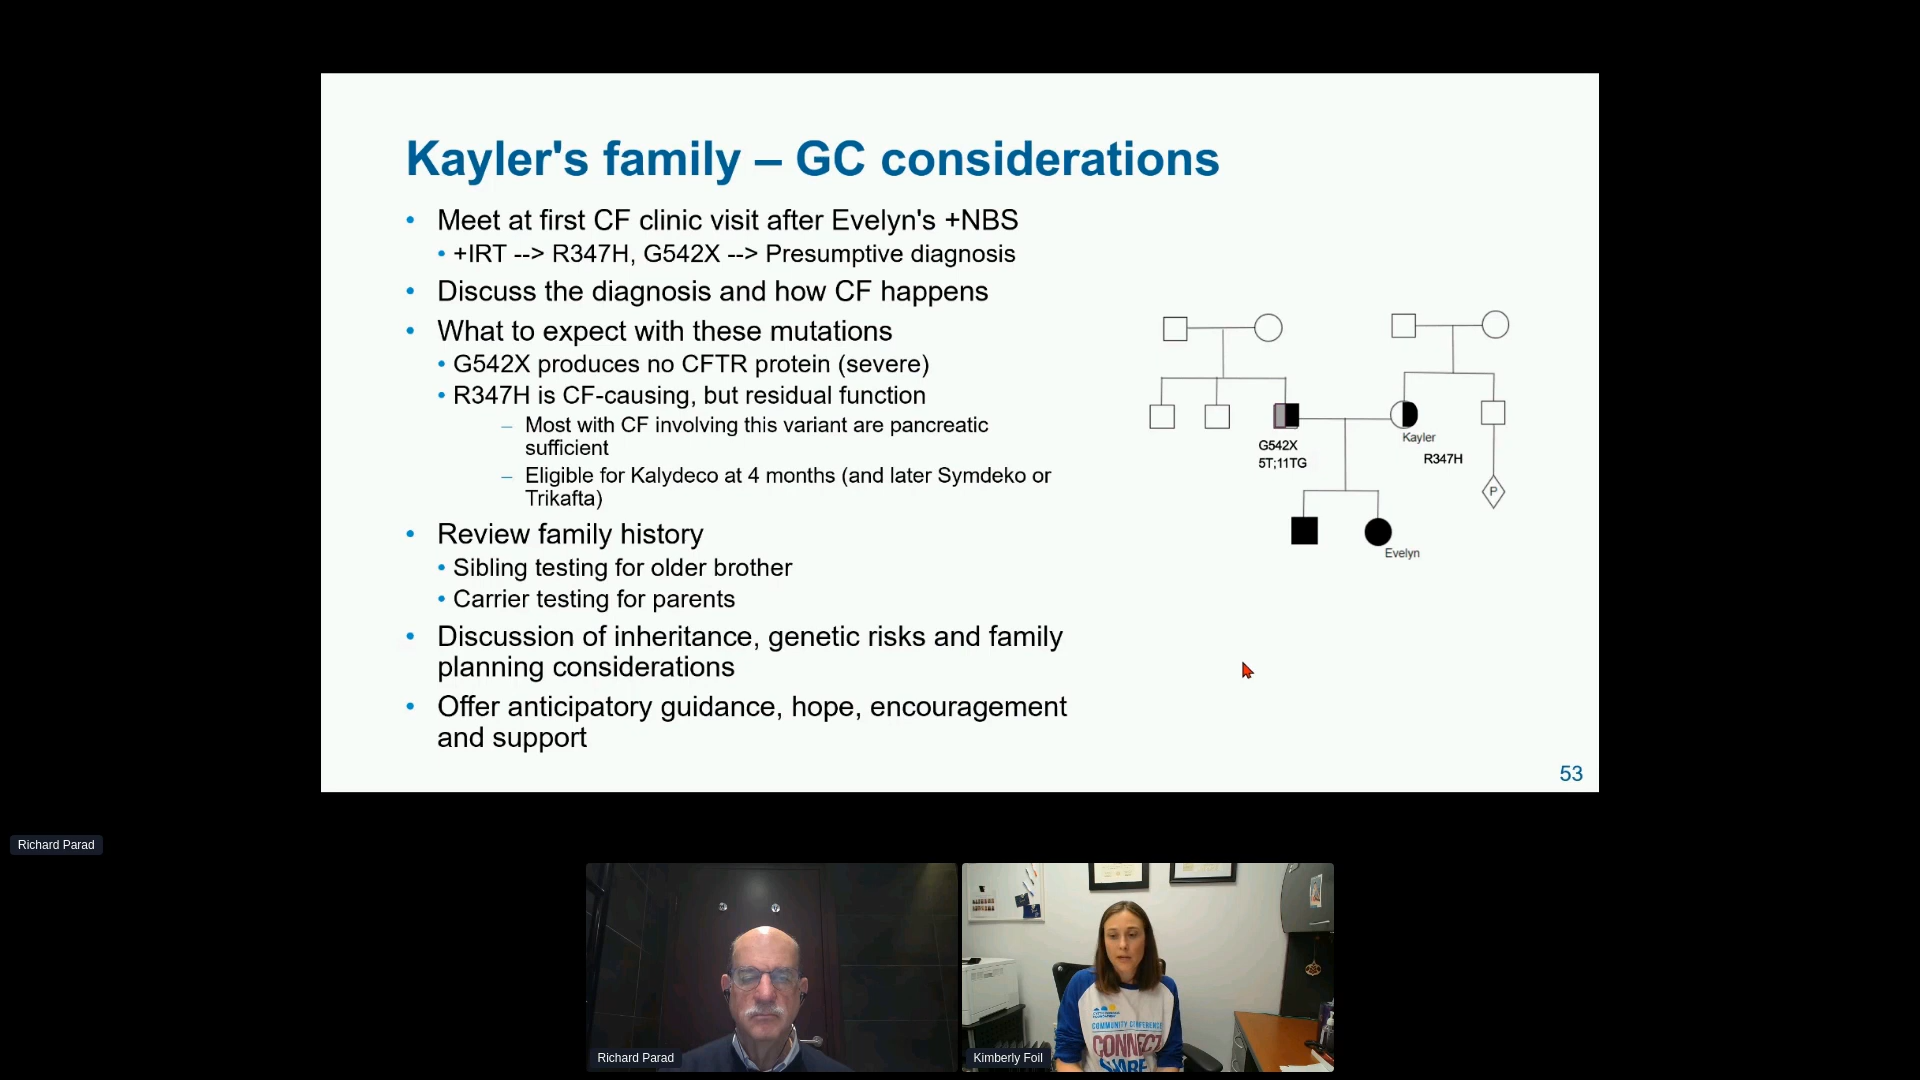 Kayler's family – GC considerations
• Meet at first CF clinic visit after Evelyn's +NBS
• +IRT --> R347H, G542X --> Presumptive diagnosis
• Discuss the diagnosis and how CF happens
• What to expect with these mutations
• G542X produces no CFTR protein (severe)
• R347H is CF-causing, but residual function
– Most with CF involving this variant are pancreatic
sufficient
– Eligible for Kalydeco at 4 months (and later Symdeko or
Trikafta)
• Review family history
• Sibling testing for older brother
• Carrier testing for parents
• Discussion of inheritance, genetic risks and family
planning considerations
• Offer anticipatory guidance, hope, encouragement
and support
G542X
5T;11TG
Kayler
R347H
P
Evelyn
53
Richard Parad
Richard Parad
Kimberly Foil
COMMUNITY CONFERENCE
CONNECT
SHARE